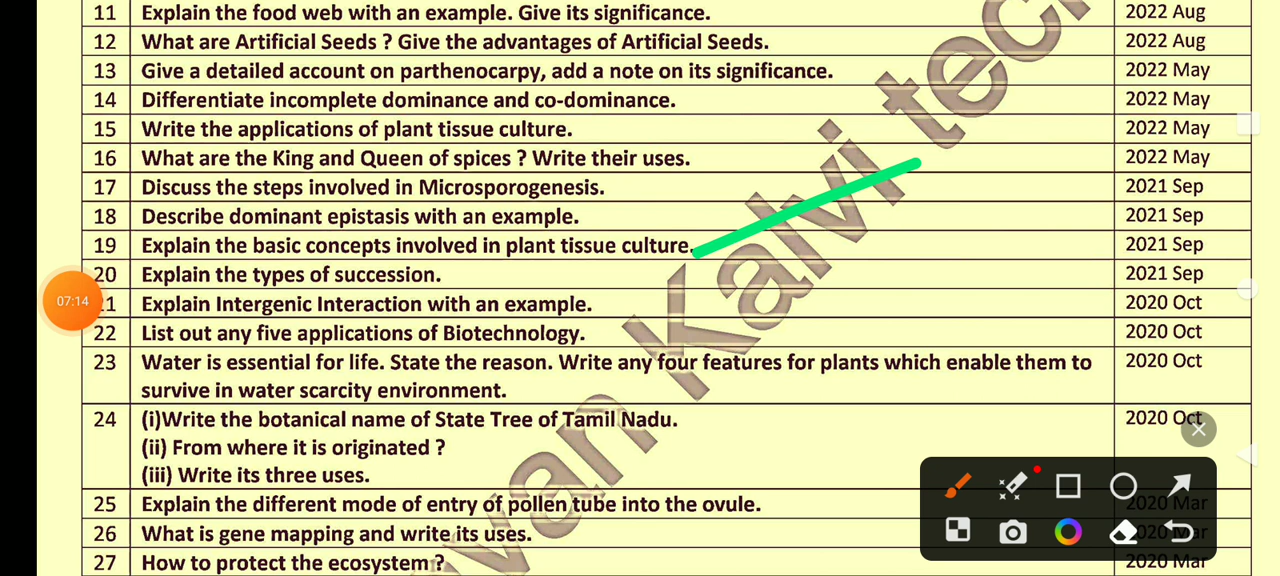 11 Explain the food web with an example. Give its significance. 2022 Aug
12 What are Artificial Seeds ? Give the advantages of Artificial Seeds. 2022 Aug
13 Give a detailed account on parthenocarpy, add a note on its significance. 2022 May
14 Differentiate incomplete dominance and co-dominance. 2022 May
15 Write the applications of plant tissue culture. 2022 May
16 What are the King and Queen of spices ? Write their uses. 2022 May
17 Discuss the steps involved in Microsporogenesis. 2021 Sep
18 Describe dominant epistasis with an example. 2021 Sep
19 Explain the basic concepts involved in plant tissue culture. 2021 Sep
20 Explain the types of succession. 2021 Sep
07:14
21 Explain Intergenic Interaction with an example. 2020 Oct
22 List out any five applications of Biotechnology. 2020 Oct
23 Water is essential for life. State the reason. Write any four features for plants which enable them to 2020 Oct
survive in water scarcity environment.
24 (i)Write the botanical name of State Tree of Tamil Nadu. 2020 Oct
(ii) From where it is originated ?
(iii) Write its three uses.
25 Explain the different mode of entry of pollen tube into the ovule. 2020 Mar
26 What is gene mapping and write its uses. 2020 Mar
27 How to protect the ecosystem ? 2020 Mar
Kalvi